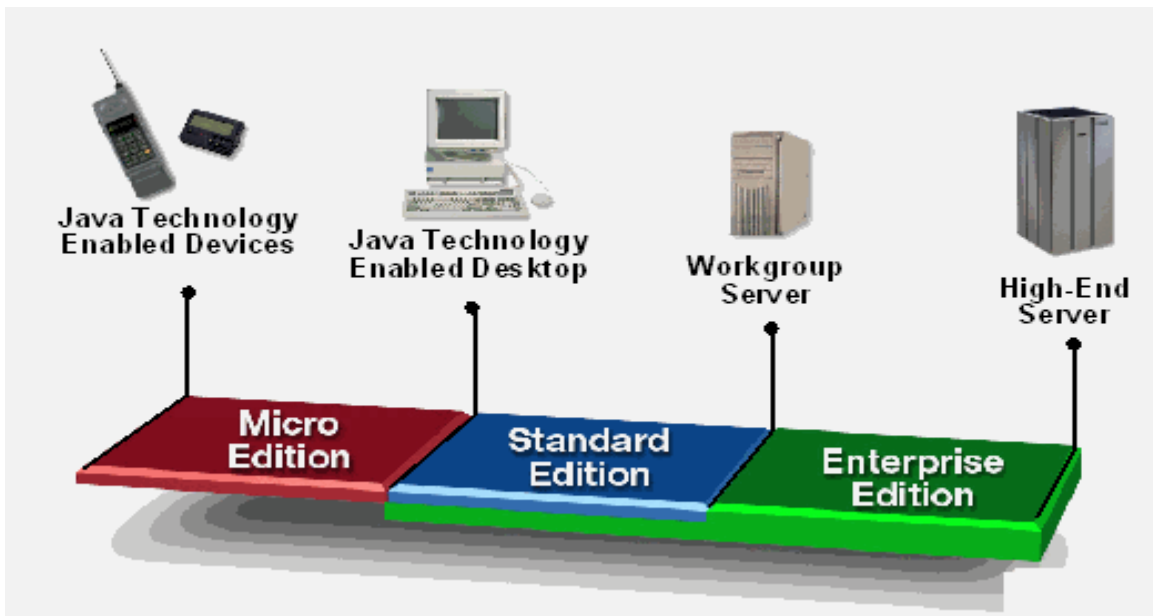 Java Technology
Enabled Devices
Java Technology
Enabled Desktop
Workgroup
Server
High-End
Server
Micro
Edition
Standard
Edition
Enterprise
Edition